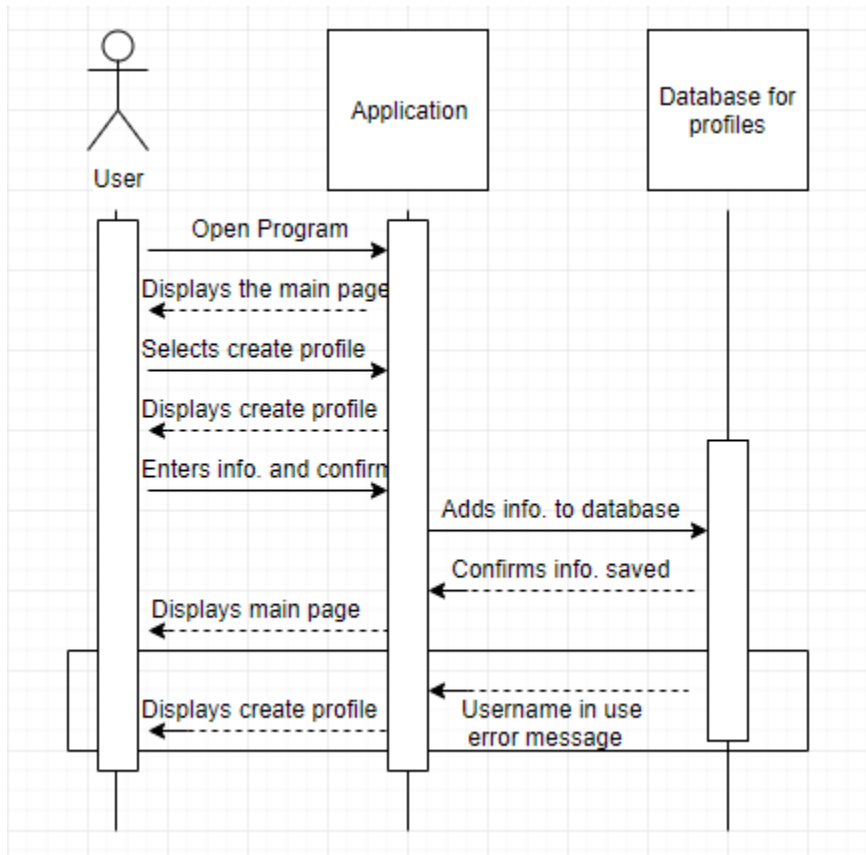 User
Application
Database for
profiles
Open Program
Displays the main page
Selects create profile
Displays create profile
Enters info. and confirm
Adds info. to database
Confirms info. saved
Displays main page
Username in use
error message
Displays create profile